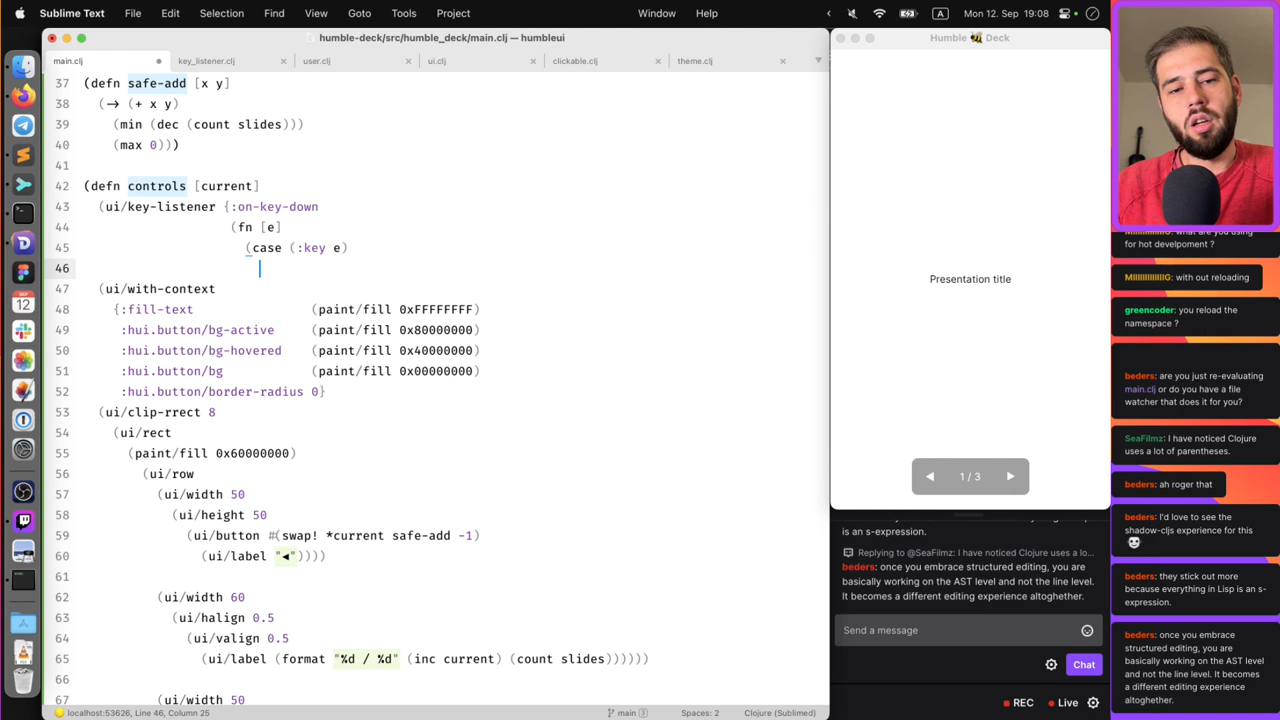 Sublime Text File Edit Selection Find View Goto Tools Project Window Help A Mon 12. Sep 19:08
humble-deck/src/humble_deck/main.clj — humbleui
main.clj key_listener.clj user.clj ui.clj clickable.clj theme.clj
37 (defn safe-add [x y]
38 (-> (+ x y)
39 (min (dec (count slides)))
40 (max 0)))
41
42 (defn controls [current]
43 (ui/key-listener {:on-key-down
44 (fn [e]
45 (case (:key e)
46
47 (ui/with-context
48 {:fill-text (paint/fill 0xFFFFFFFF)
49 :hui.button/bg-active (paint/fill 0x80000000)
50 :hui.button/bg-hovered (paint/fill 0x40000000)
51 :hui.button/bg (paint/fill 0x00000000)
52 :hui.button/border-radius 0}
53 (ui/clip-rrect 8
54 (ui/rect
55 (paint/fill 0x60000000)
56 (ui/row
57 (ui/width 50
58 (ui/height 50
59 (ui/button #(swap! *current safe-add -1)
60 (ui/label "◀"))))
61
62 (ui/width 60
63 (ui/halign 0.5
64 (ui/valign 0.5
65 (ui/label (format "%d / %d" (inc current) (count slides))))))
66
67 (ui/width 50
localhost:53626, Line 46, Column 25 main 3 Spaces: 2 Clojure (Sublimed)
SEP
12
Humble 🐝 Deck
Presentation title
◀ 1 / 3 ▶
is an s-expression.
Replying to @SeaFilmz: I have noticed Clojure uses a lo...
beders: once you embrace structured editing, you are
basically working on the AST level and not the line level.
It becomes a different editing experience altoghether.
Send a message
Chat
REC Live
for hot develpoment ?
MIIIIIIIIIIG: with out reloading
greencoder: you reload the
namespace ?
beders: are you just re-evaluating
main.clj or do you have a file
watcher that does it for you?
SeaFilmz: I have noticed Clojure
uses a lot of parentheses.
beders: ah roger that
beders: I'd love to see the
shadow-cljs experience for this
beders: they stick out more
because everything in Lisp is an s-
expression.
beders: once you embrace
structured editing, you are
basically working on the AST level
and not the line level. It becomes
a different editing experience
altoghether.